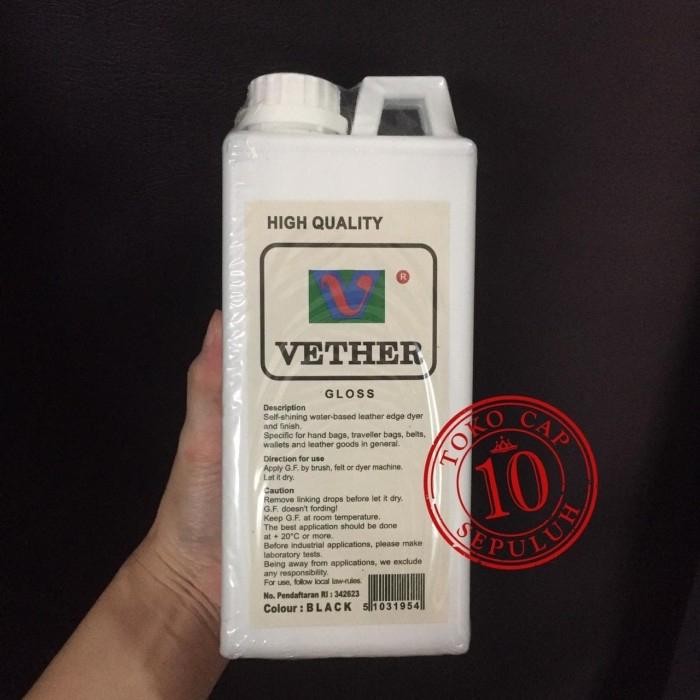 HIGH QUALITY
V
®
VETHER
GLOSS
Description
Self-shining water-based leather edge dyer
and finish.
Specific for hand bags, traveller bags, belts,
wallets and leather goods in general.
Direction for use
Apply G.F. by brush, felt or dyer machine.
Let it dry.
Caution
Remove linking drops before let it dry.
G.F. doesn't fording!
Keep G.F. at room temperature.
The best application should be done
at + 20°C or more.
Before industrial applications, please make
laboratory tests.
Being away from applications, we exclude
any responsibility.
For use, follow local law-rules.
No. Pendaftaran RI : 342623
Colour : BLACK
51031954
TOKO CAP
10
SEPULUH